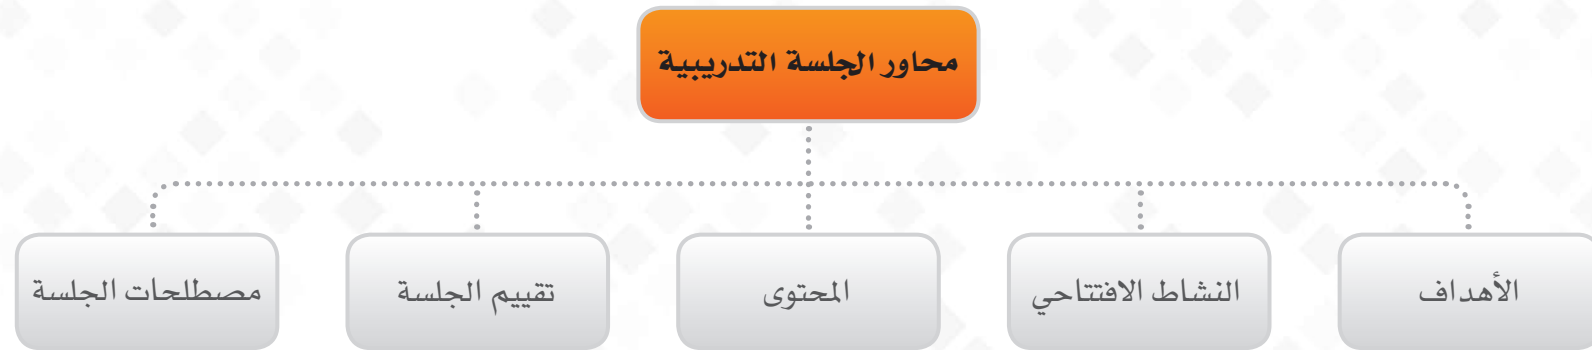 محاور الجلسة التدريبية
الأهداف
النشاط الافتتاحي
المحتوى
تقييم الجلسة
مصطلحات الجلسة